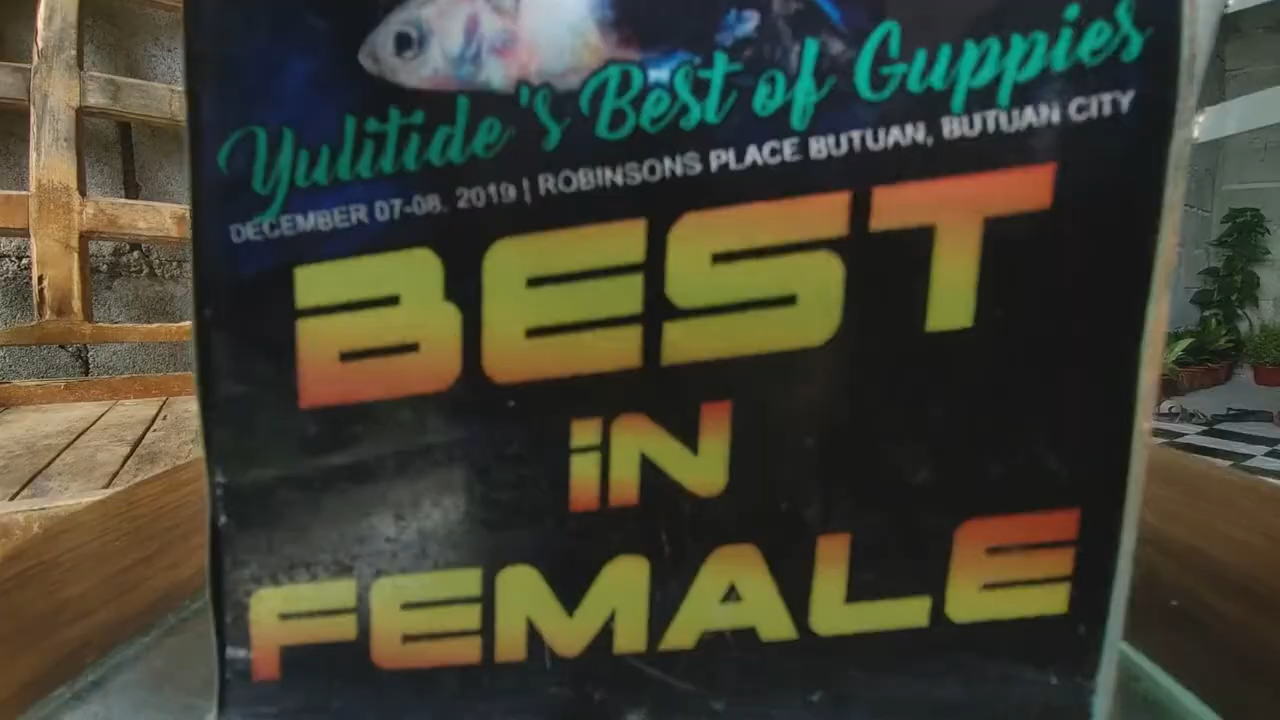 Yulitide 's Best of Guppies
DECEMBER 07-08. 2019 | ROBINSONS PLACE BUTUAN, BUTUAN CITY
BEST
iN
FEMALE